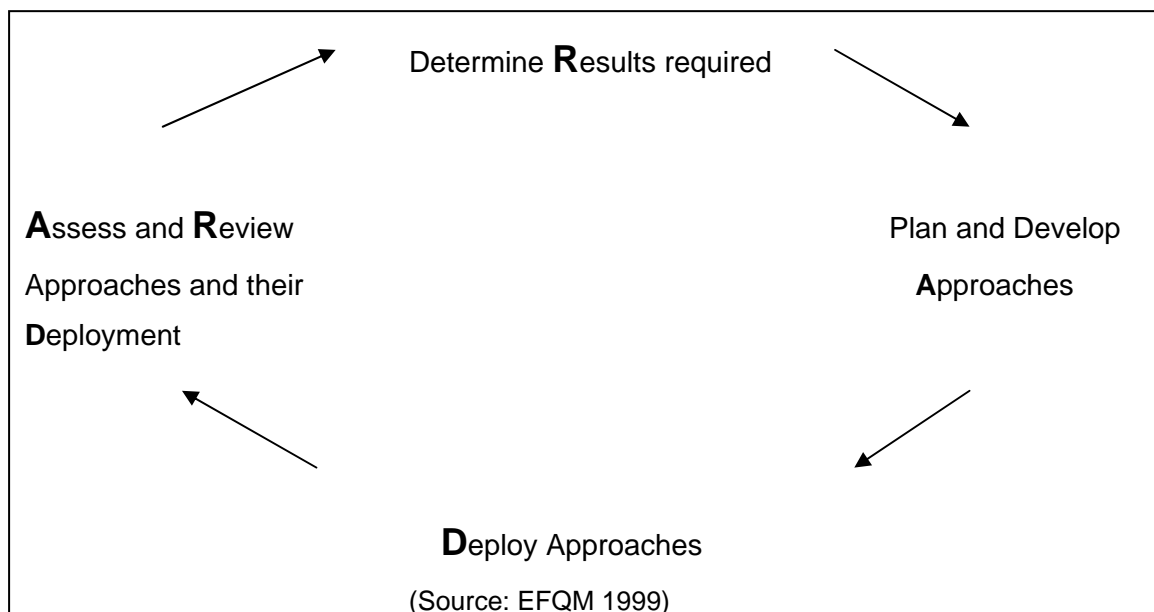 Determine Results required
Assess and Review
Approaches and their
Deployment
Plan and Develop
Approaches
Deploy Approaches
(Source: EFQM 1999)